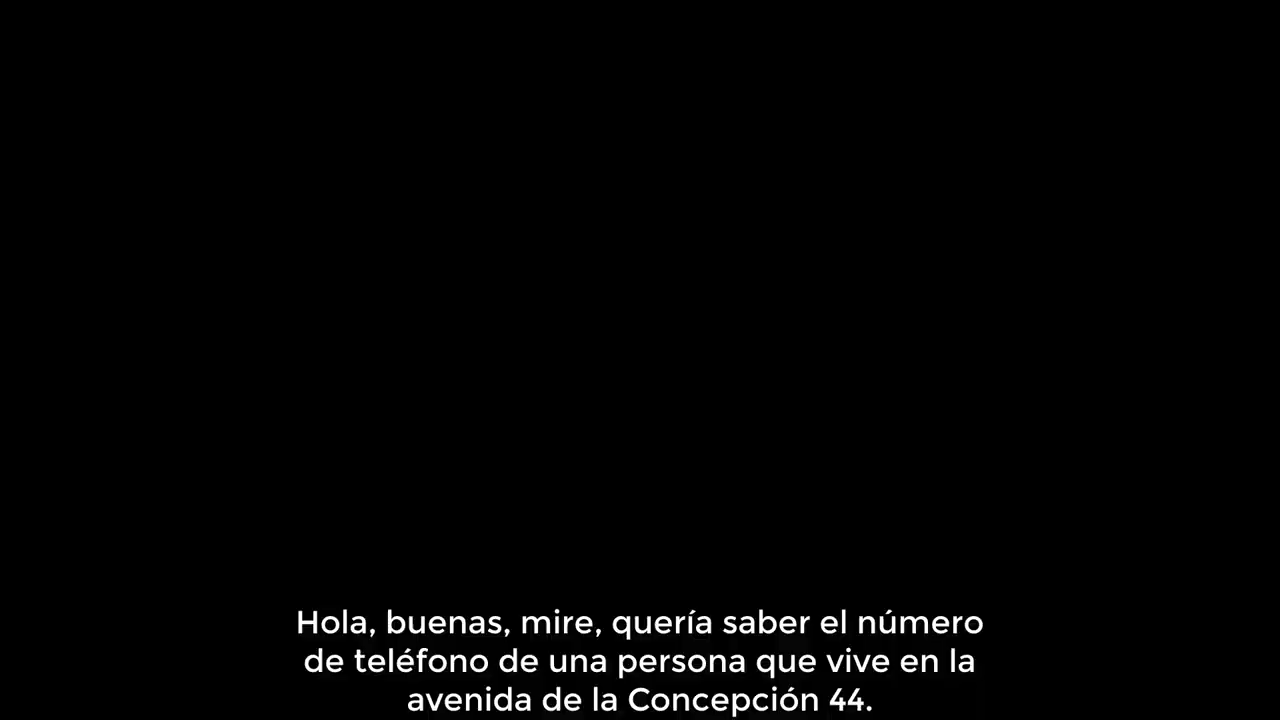 Hola, buenas, mire, quería saber el número
de teléfono de una persona que vive en la
avenida de la Concepción 44.